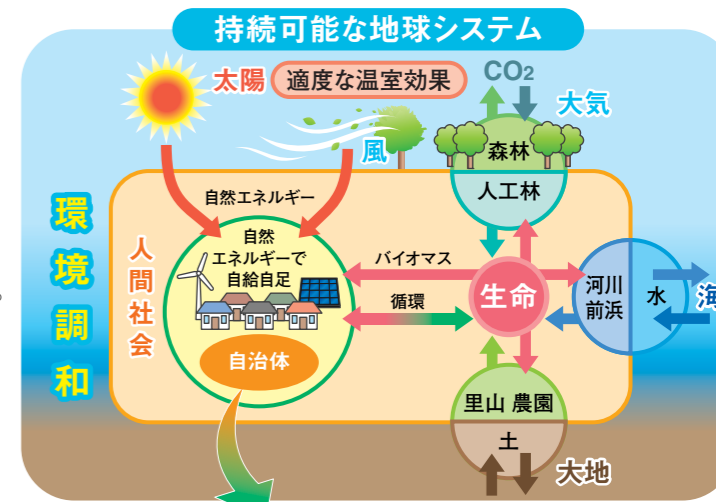 持続可能な地球システム
太陽
適度な温室効果
CO2
大気
風
森林
人工林
環境調和
人間社会
自然エネルギー
自然
エネルギーで
自給自足
自治体
バイオマス
循環
生命
河川
前浜
水
海
里山 農園
土
大地
。